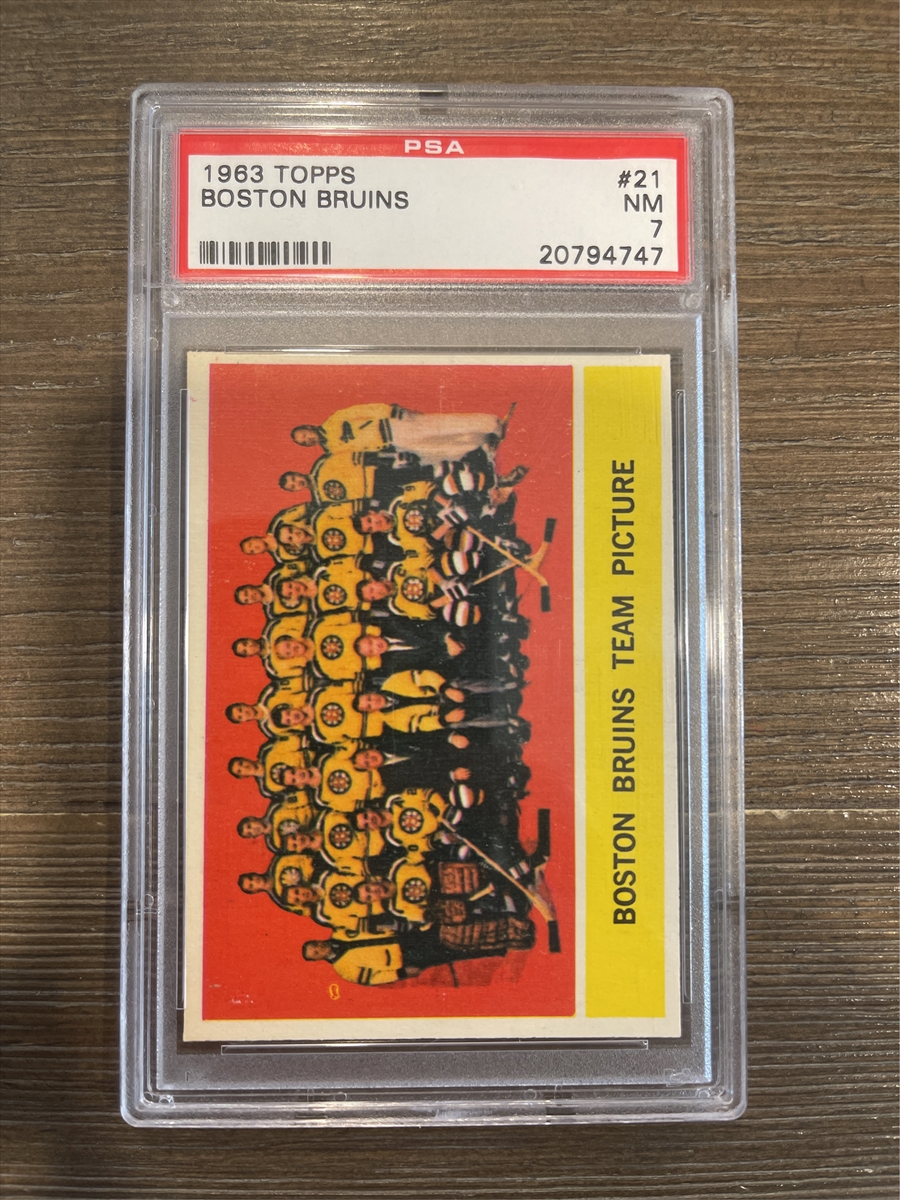 PSA
1963 TOPPS
BOSTON BRUINS
#21
NM
7
20794747
BOSTON BRUINS TEAM PICTURE